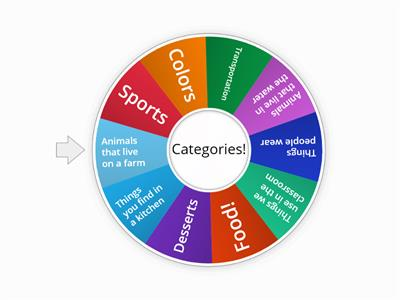 Categories!
Animals
that live
on a farm
Sports
Colors
Transportation
Animals
that live in
the water
Things
people wear
Things we
use in the
classroom
Food!
Desserts
Things
you find in
a kitchen